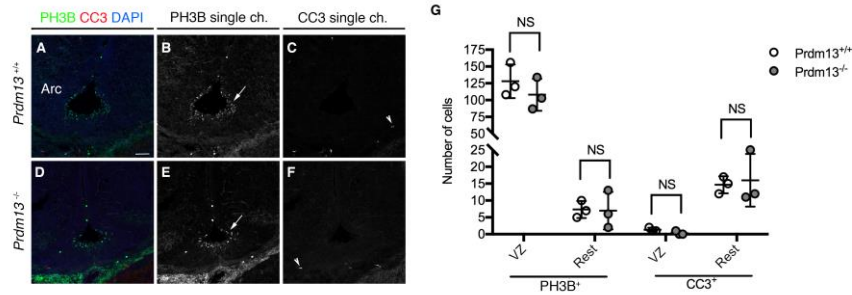 PH3B CC3 DAPI
PH3B single ch.
CC3 single ch.
G
Prdm13+/+
A
B
C
Arc
Prdm13-/-
D
E
F
Number of cells
175
150
125
100
75
50
25
20
15
10
5
0
NS
NS
NS
NS
Prdm13+/+
Prdm13-/-
VZ
Rest
VZ
Rest
PH3B+
CC3+